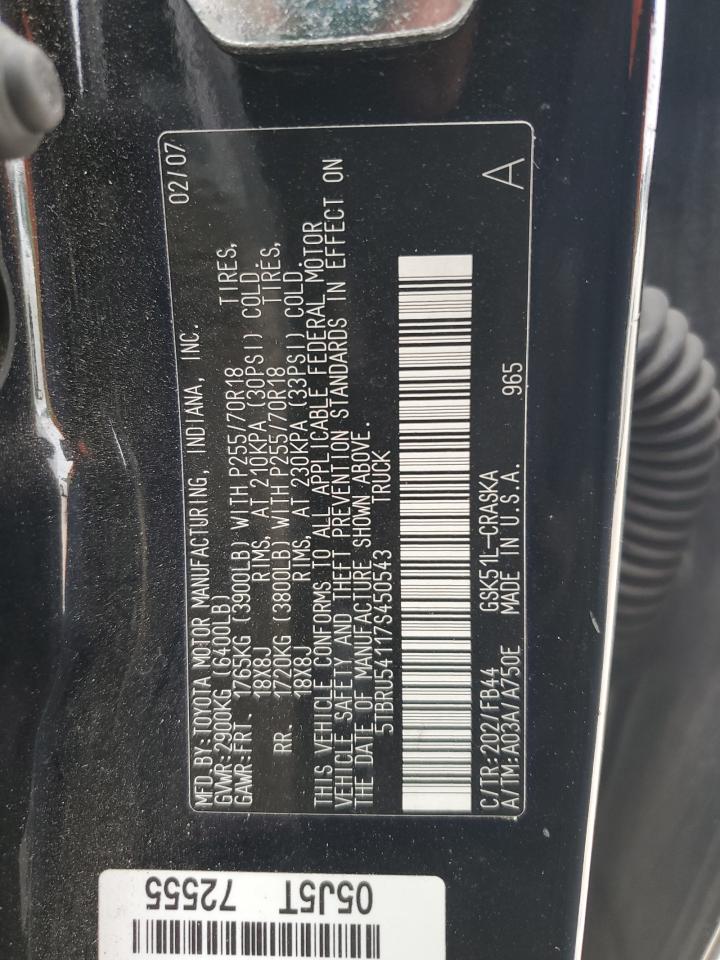 MFD. BY: TOYOTA MOTOR MANUFACTURING, INDIANA, INC. 02/07
GVWR: 2900KG (6400LB)
GAWR: FRT. 1765KG (3900LB) WITH P255/70R18 TIRES,
18X8J RIMS, AT 210KPA (30PSI) COLD.
RR. 1720KG (3800LB) WITH P255/70R18 TIRES,
18X8J RIMS, AT 230KPA (33PSI) COLD.
THIS VEHICLE CONFORMS TO ALL APPLICABLE FEDERAL MOTOR
VEHICLE SAFETY AND THEFT PREVENTION STANDARDS IN EFFECT ON
THE DATE OF MANUFACTURE SHOWN ABOVE.
5TBRU54117S450543 TRUCK
C/TR: 202/FB44 GSK51L-CRASKA
A/TM: A03A/A750E MADE IN U.S.A. 965 A
05J5T
72555